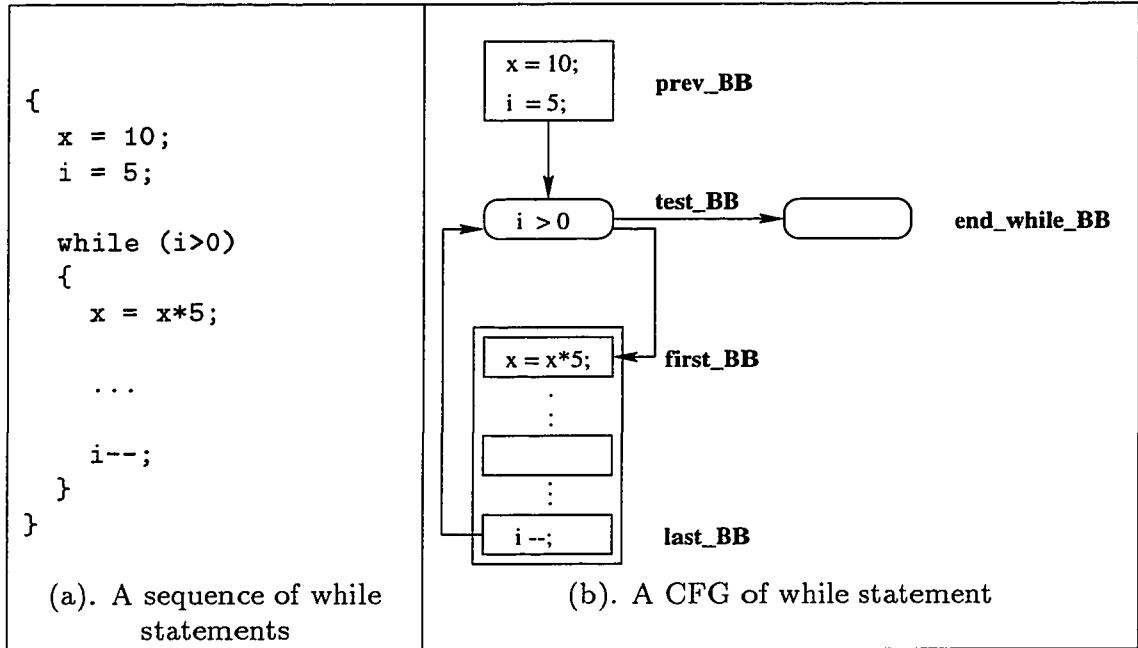 {
x = 10;
i = 5;
while (i>0)
{
x = x*5;
...
i--;
}
}
(a). A sequence of while
statements
x = 10;
i = 5;
prev_BB
i > 0
test_BB
end_while_BB
x = x*5;
first_BB
i --;
last_BB
(b). A CFG of while statement